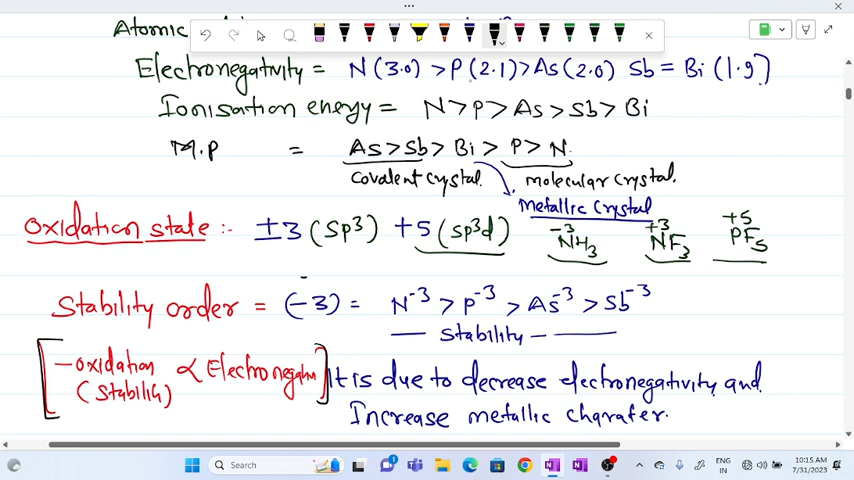 Atomic
Electronegativity = N(3.0) > P(2.1) > As(2.0) Sb = Bi (1.9)
Ionisation energy = N > P > As > Sb > Bi
M.P = As > Sb > Bi > P > N
covalent crystal. molecular crystal.
Metallic Crystal
Oxidation state :- ±3 (sp3) +5 (sp3d) -3 NH3 +3 NF3 +5 PF5
Stability order = (-3) = N-3 > P-3 > As-3 > Sb-3
Stability
-oxidation ∝ Electronegativ
(Stability)
It is due to decrease electronegativity and
Increase metallic charater.
Search
ENG
IN
10:15 AM
7/31/2023